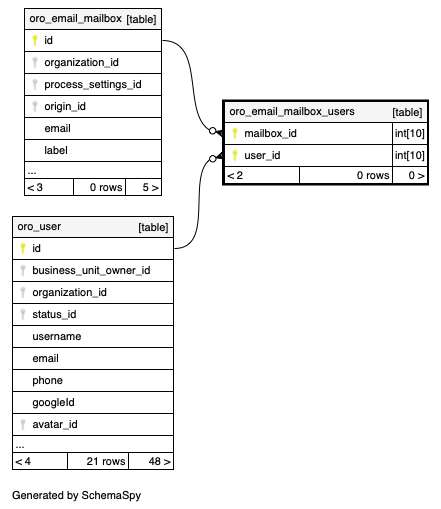 oro_email_mailbox [table]
id
organization_id
process_settings_id
origin_id
email
label
...
< 3 0 rows 5 >
oro_email_mailbox_users [table]
mailbox_id int[10]
user_id int[10]
< 2 0 rows 0 >
oro_user [table]
id
business_unit_owner_id
organization_id
status_id
username
email
phone
googleId
avatar_id
...
< 4 21 rows 48 >
Generated by SchemaSpy